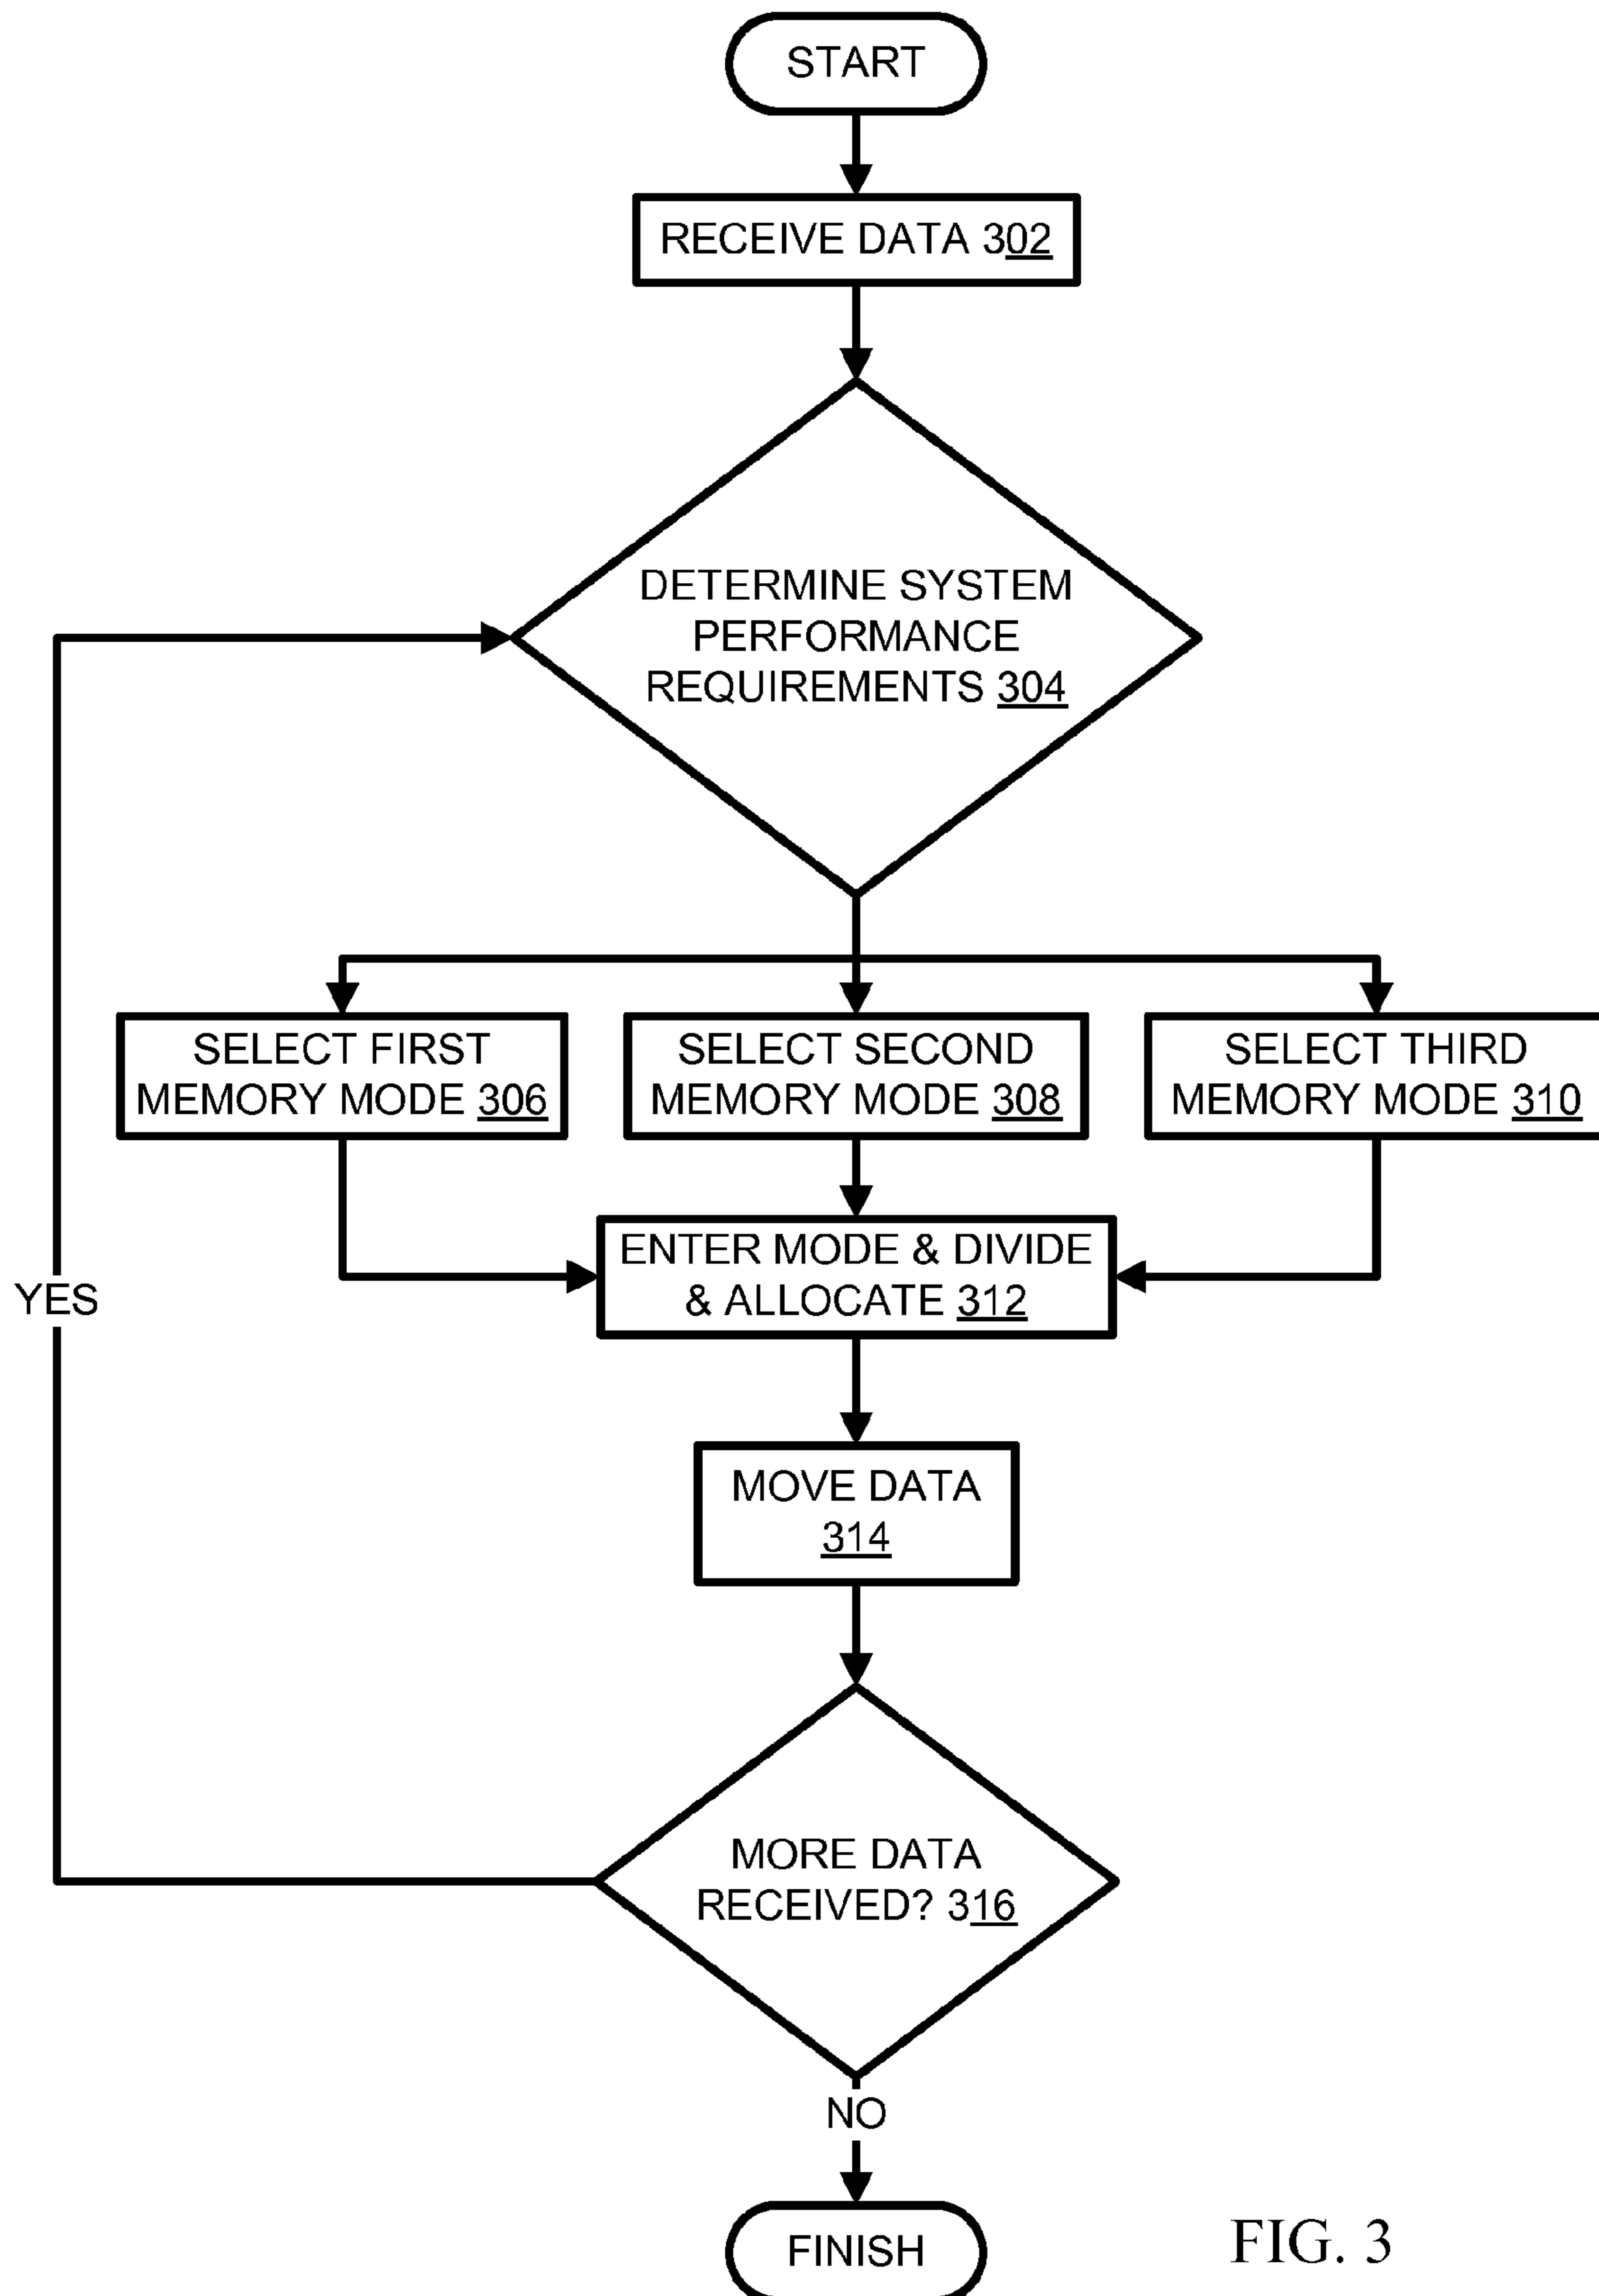 START
RECEIVE DATA 302
DETERMINE SYSTEM
PERFORMANCE
REQUIREMENTS 304
SELECT FIRST
MEMORY MODE 306
SELECT SECOND
MEMORY MODE 308
SELECT THIRD
MEMORY MODE 310
ENTER MODE & DIVIDE
& ALLOCATE 312
YES
MOVE DATA
314
MORE DATA
RECEIVED? 316
NO
FINISH
FIG. 3